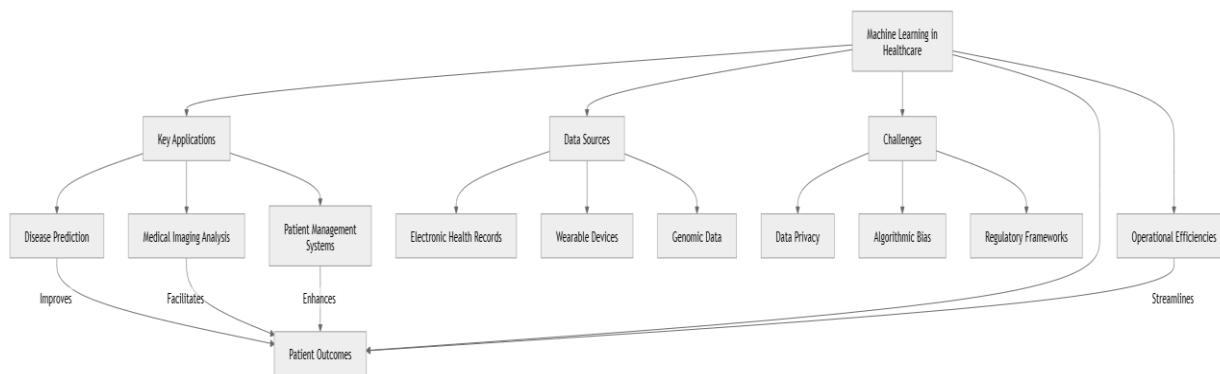 Machine Learning in
Healthcare
Key Applications
Data Sources
Challenges
Disease Prediction
Medical Imaging Analysis
Patient Management
Systems
Electronic Health Records
Wearable Devices
Genomic Data
Data Privacy
Algorithmic Bias
Regulatory Frameworks
Operational Efficiencies
Improves
Facilitates
Enhances
Streamlines
Patient Outcomes